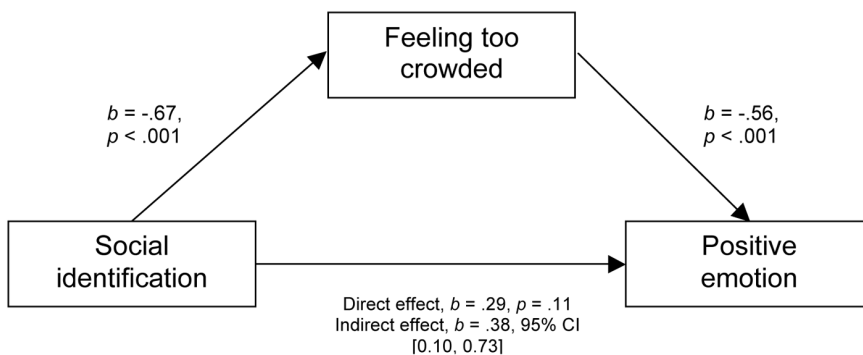 Feeling too
crowded
b = -.67,
p < .001
b = -.56,
p < .001
Social
identification
Positive
emotion
Direct effect, b = .29, p = .11
Indirect effect, b = .38, 95% CI
[0.10, 0.73]